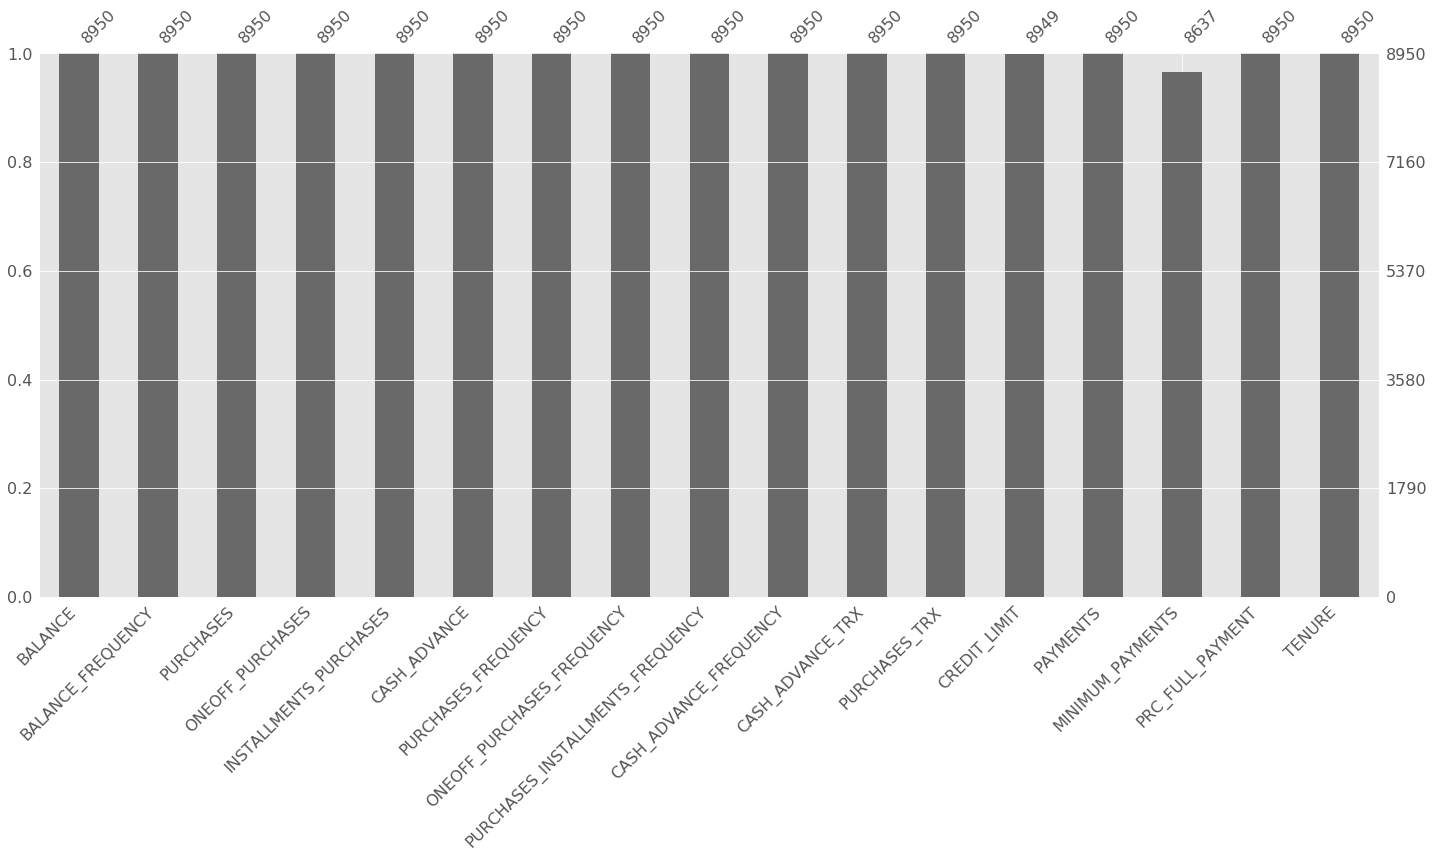 8950 8950 8950 8950 8950 8950 8950 8950 8950 8950 8950 8950 8949 8950 8637 8950 8950
1.0 8950
0.8 7160
0.6 5370
0.4 3580
0.2 1790
0.0 0
BALANCE
BALANCE_FREQUENCY
PURCHASES
ONEOFF_PURCHASES
INSTALLMENTS_PURCHASES
CASH_ADVANCE
PURCHASES_FREQUENCY
ONEOFF_PURCHASES_FREQUENCY
PURCHASES_INSTALLMENTS_FREQUENCY
CASH_ADVANCE_FREQUENCY
CASH_ADVANCE_TRX
PURCHASES_TRX
CREDIT_LIMIT
PAYMENTS
MINIMUM_PAYMENTS
PRC_FULL_PAYMENT
TENURE